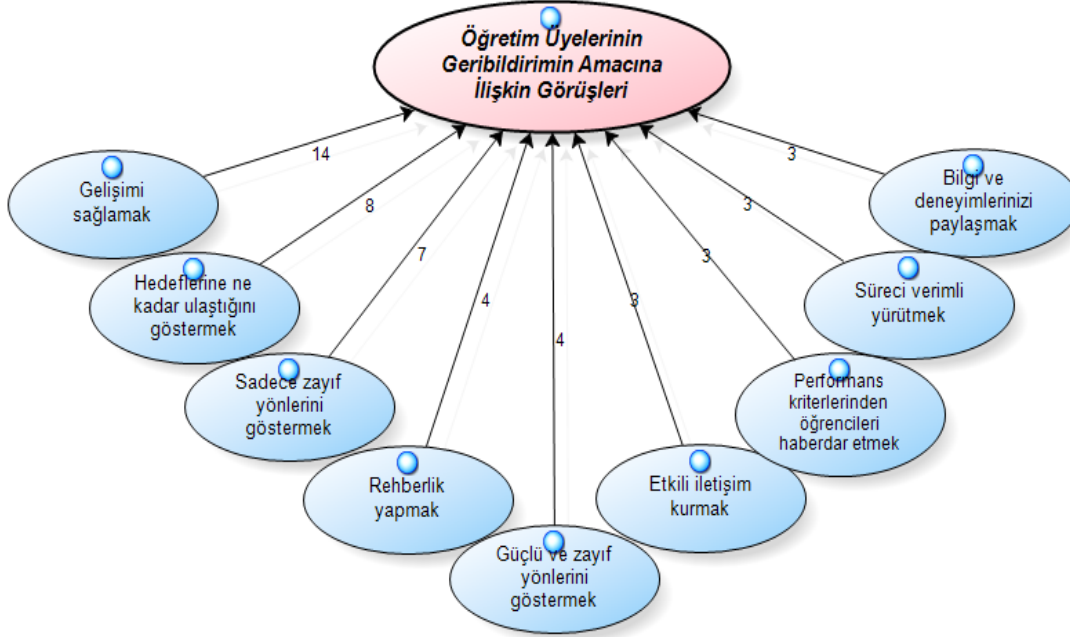 Öğretim Üyelerinin
Geribildirimin Amacına
İlişkin Görüşleri
14
8
7
4
4
3
3
3
3
Gelişimi
sağlamak
Hedeflerine ne
kadar ulaştığını
göstermek
Sadece zayıf
yönlerini
göstermek
Rehberlik
yapmak
Güçlü ve zayıf
yönlerini
göstermek
Etkili iletişim
kurmak
Performans
kriterlerinden
öğrencileri
haberdar etmek
Süreci verimli
yürütmek
Bilgi ve
deneyimlerinizi
paylaşmak